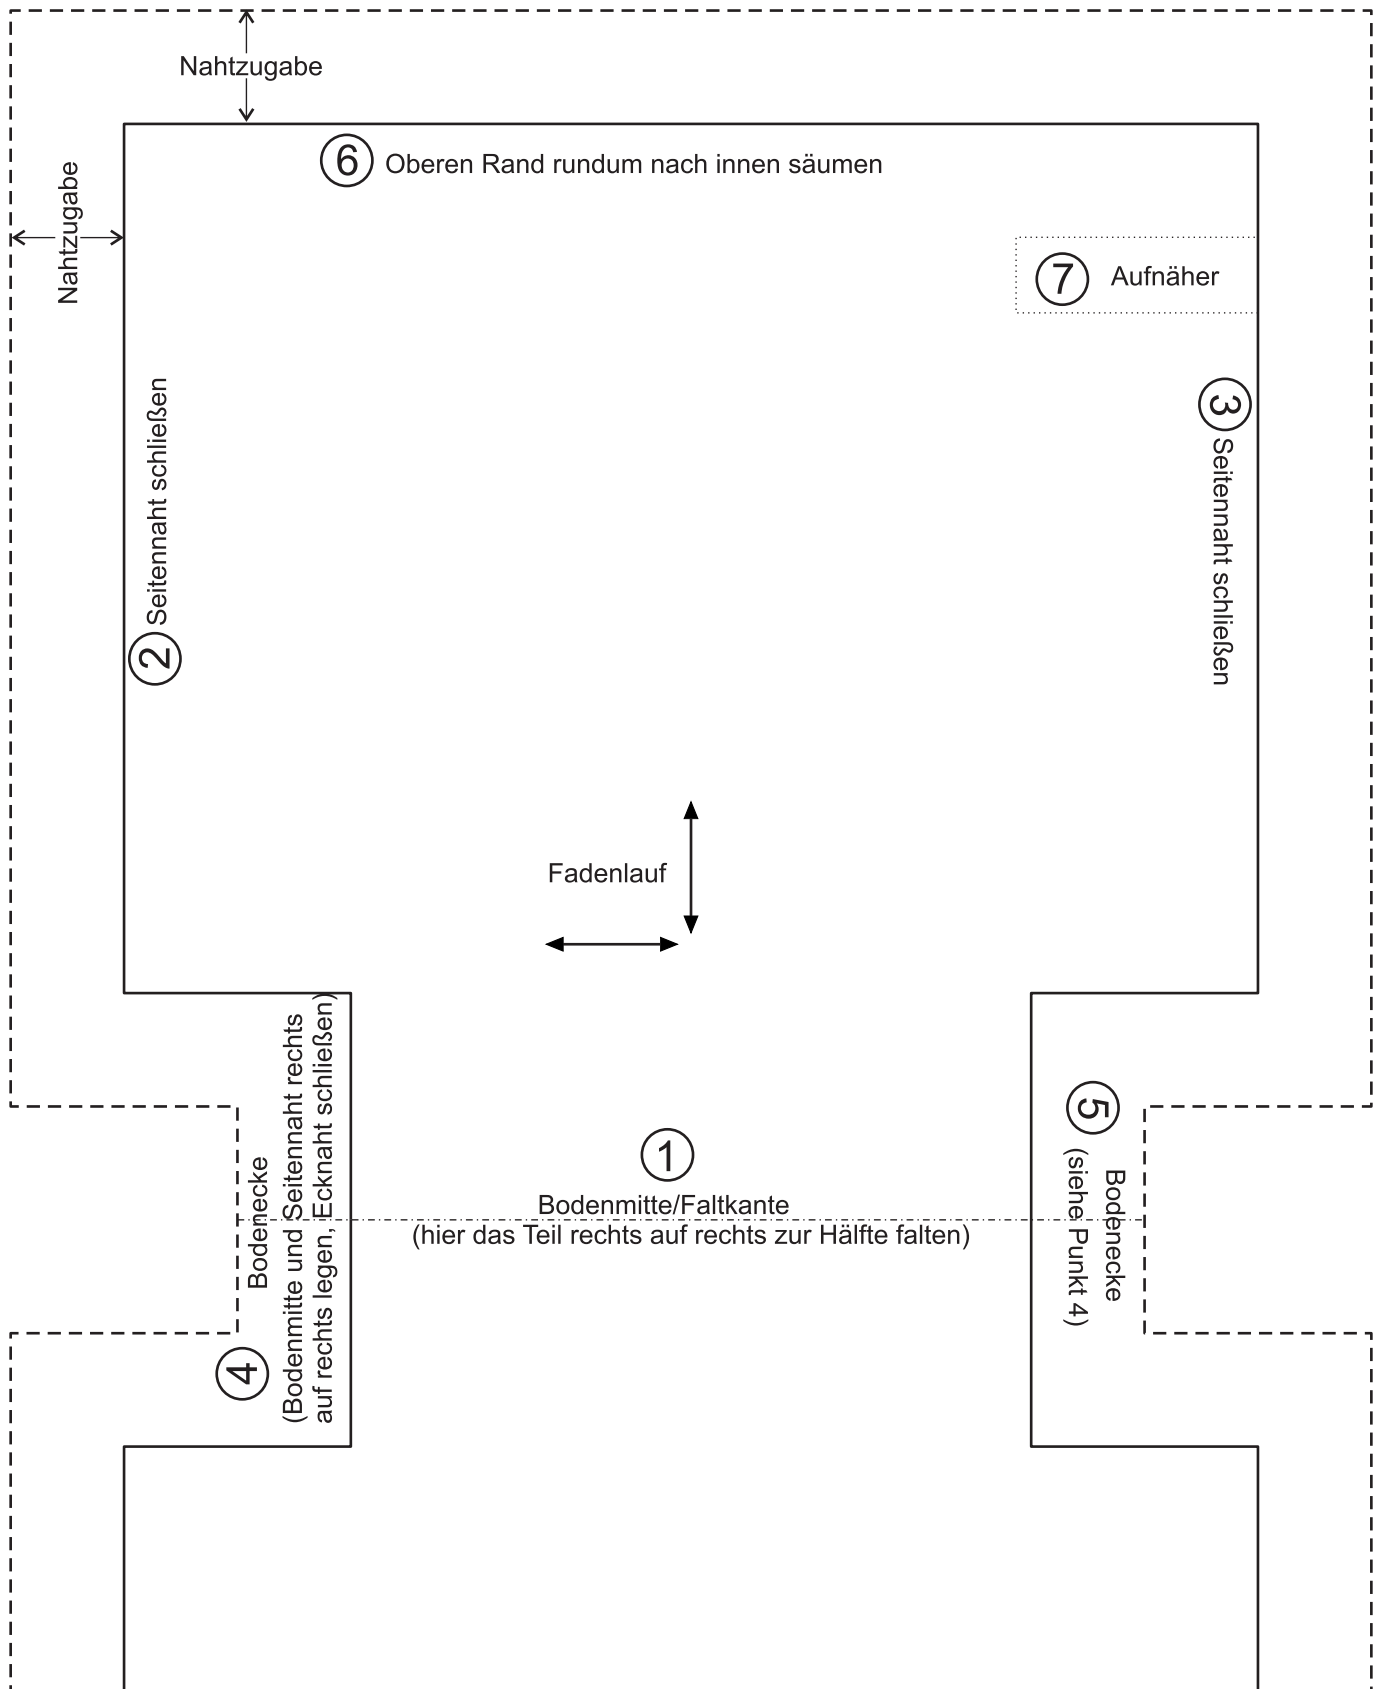 Nahtzugabe
6 Oberen Rand rundum nach innen säumen
Nahtzugabe
7 Aufnäher
2 Seitennaht schließen
3 Seitennaht schließen
Fadenlauf
1
Bodenmitte/Faltkante
(hier das Teil rechts auf rechts zur Hälfte falten)
4 Bodenecke
(Bodenmitte und Seitennaht rechts
auf rechts legen, Ecknaht schließen)
5 Bodenecke
(siehe Punkt 4)